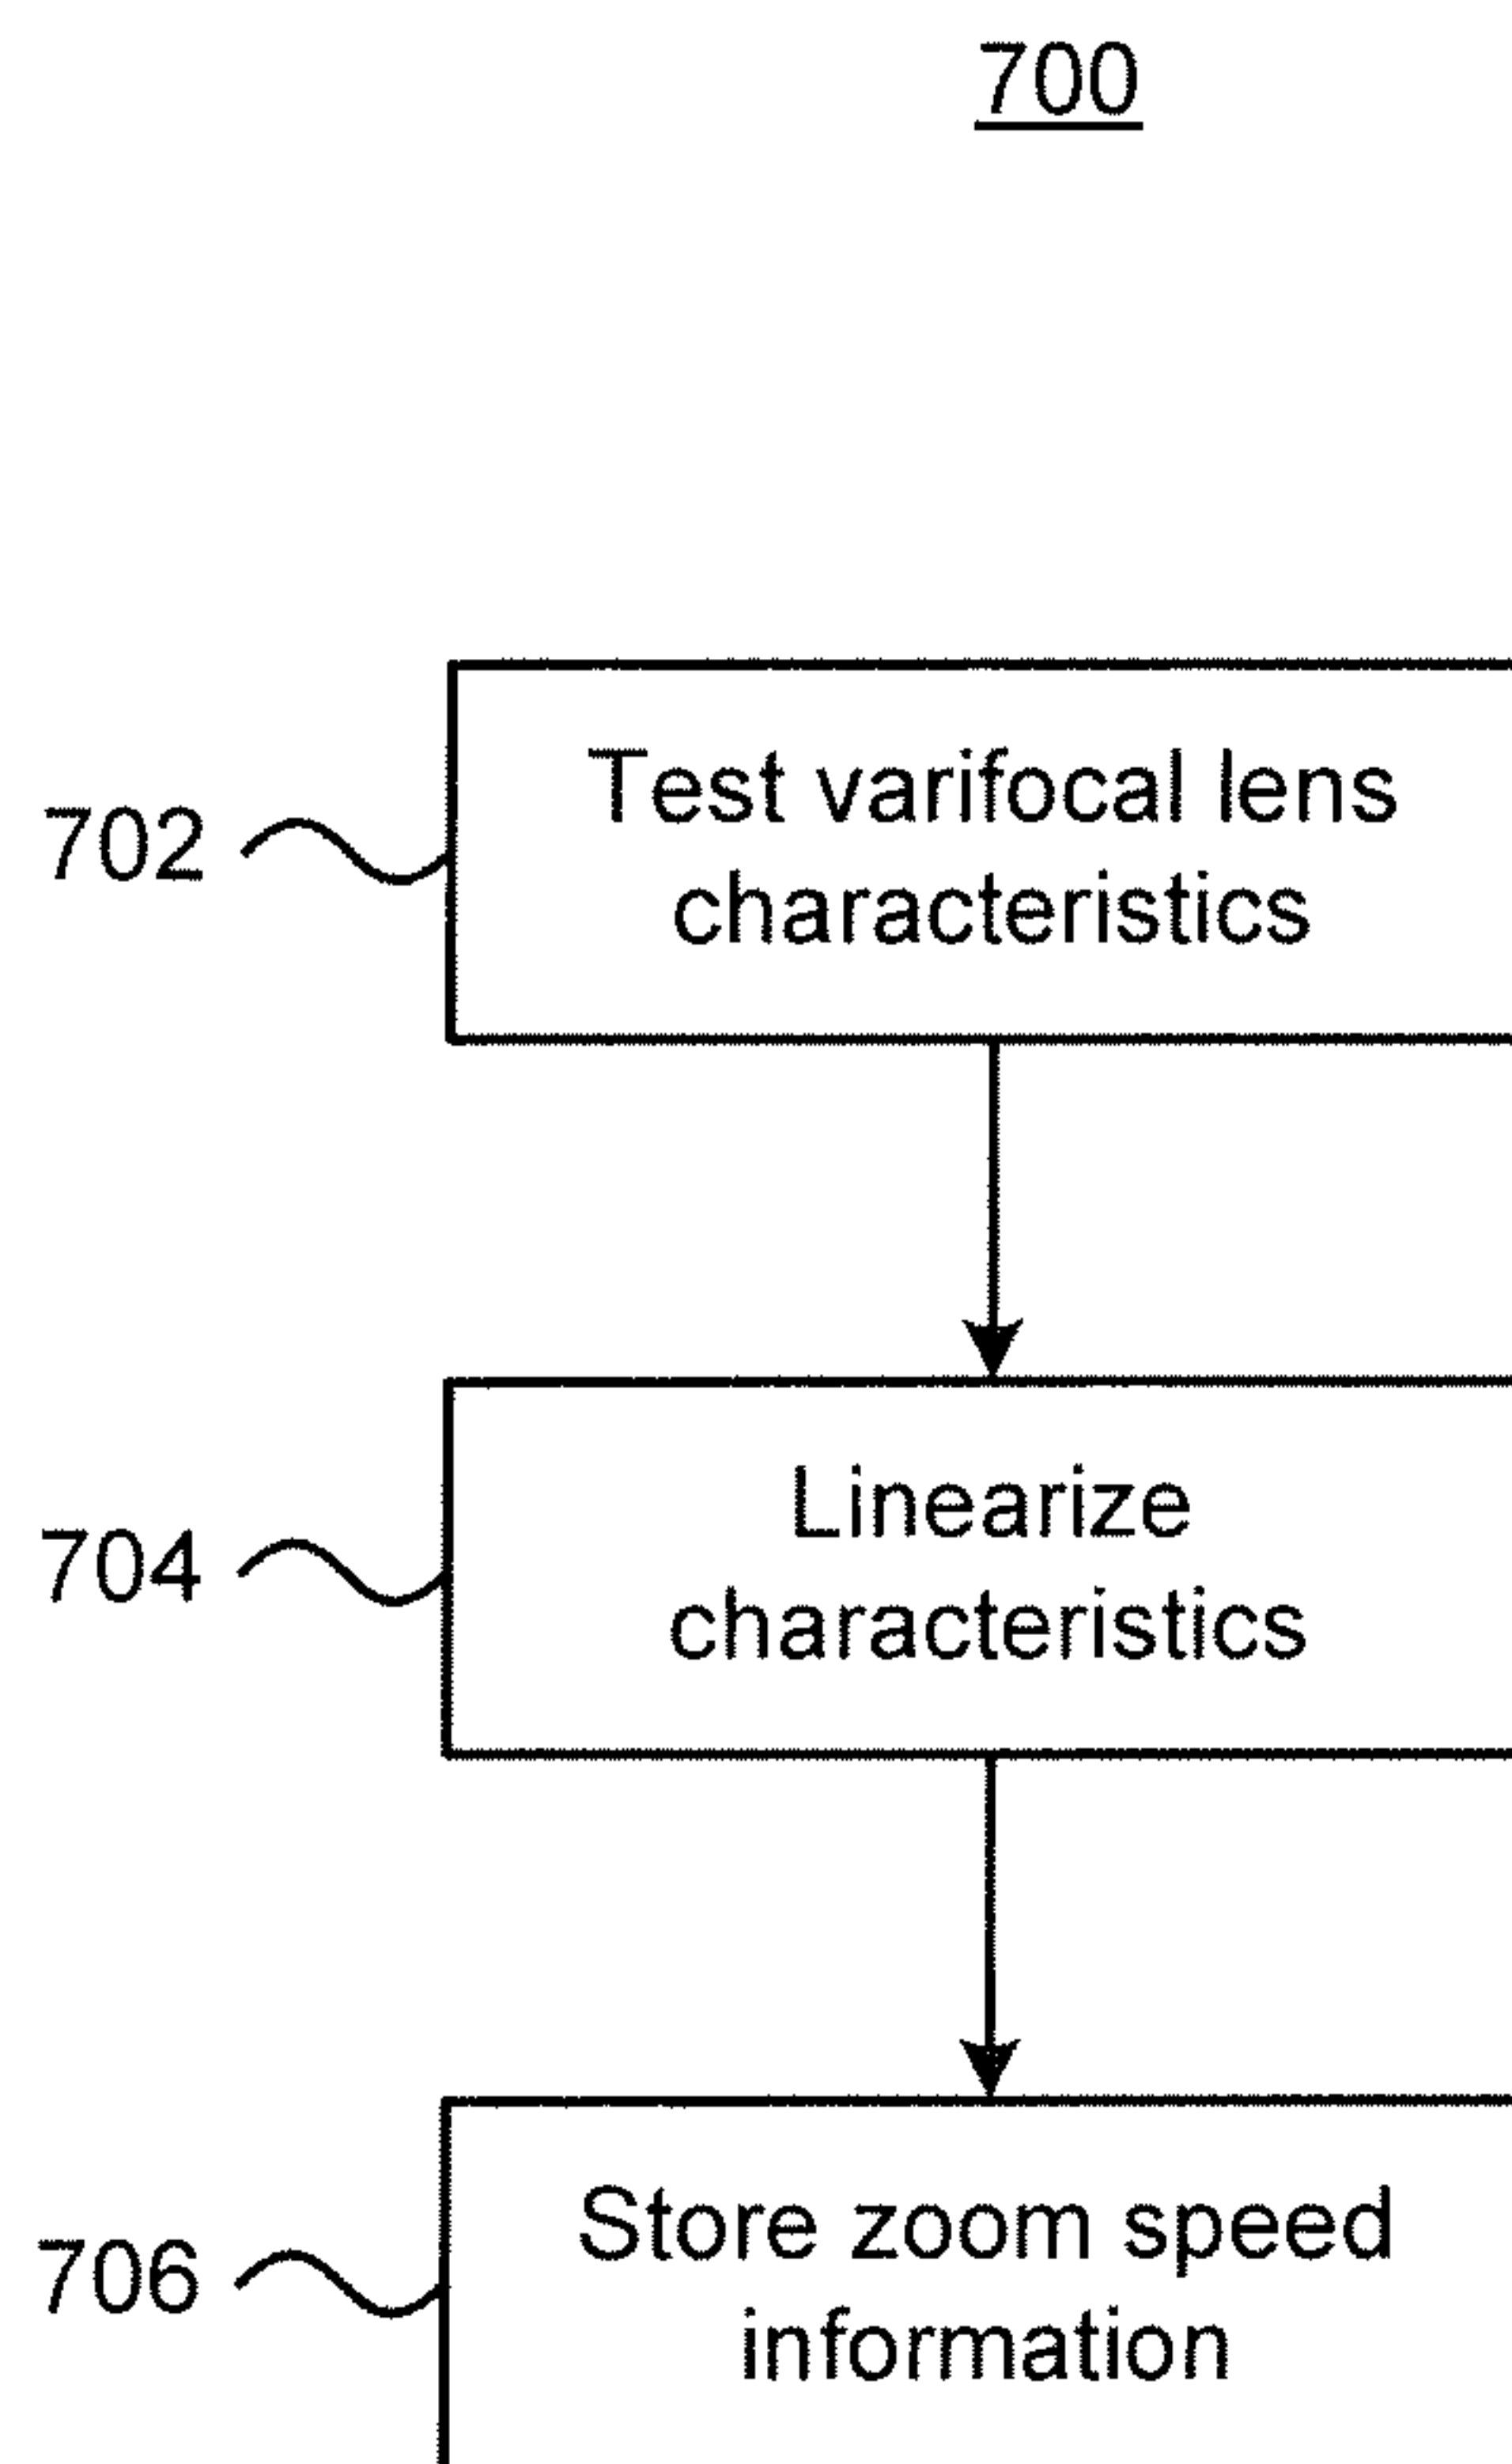 700
702
Test varifocal lens
characteristics
704
Linearize
characteristics
706
Store zoom speed
information